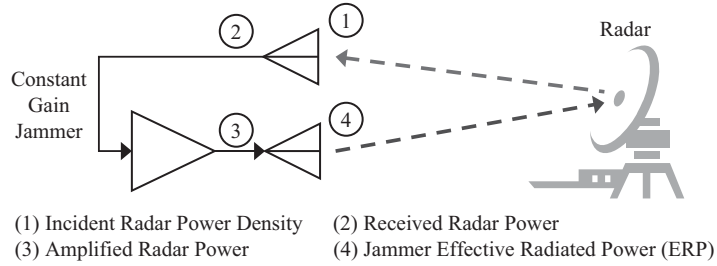 1
2
Radar
Constant
Gain
Jammer
3
4
(1) Incident Radar Power Density (2) Received Radar Power
(3) Amplified Radar Power (4) Jammer Effective Radiated Power (ERP)